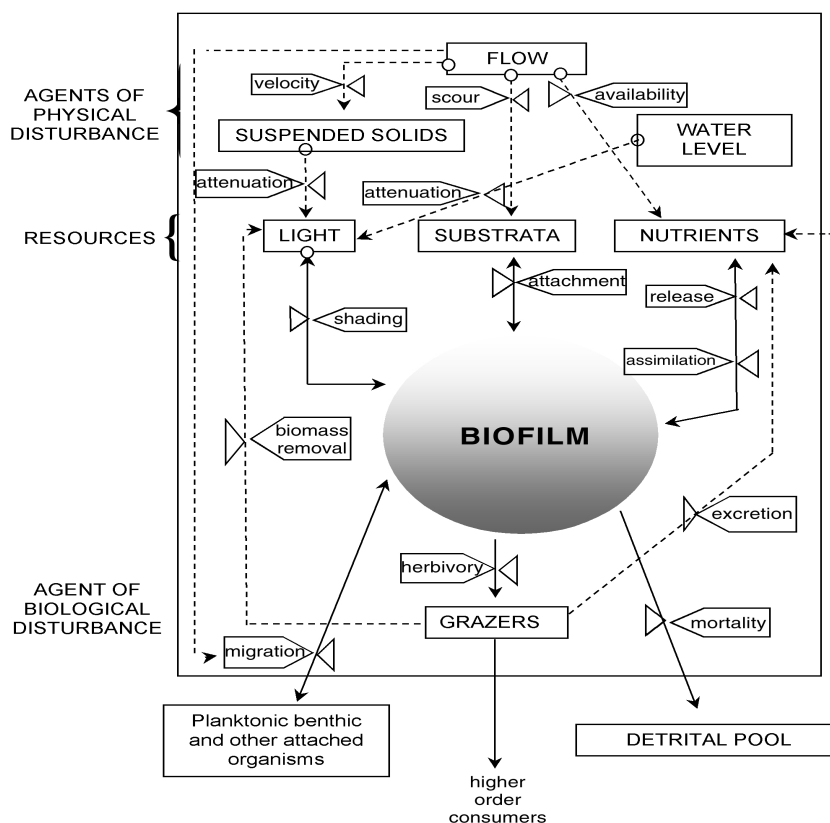 FLOW
velocity
scour
availability
AGENTS OF
PHYSICAL
DISTURBANCE
SUSPENDED SOLIDS
WATER
LEVEL
attenuation
attenuation
RESOURCES
LIGHT
SUBSTRATA
NUTRIENTS
attachment
release
shading
assimilation
BIOFILM
biomass
removal
excretion
herbivory
AGENT OF
BIOLOGICAL
DISTURBANCE
GRAZERS
mortality
migration
Planktonic benthic
and other attached
organisms
DETRITAL POOL
higher
order
consumers